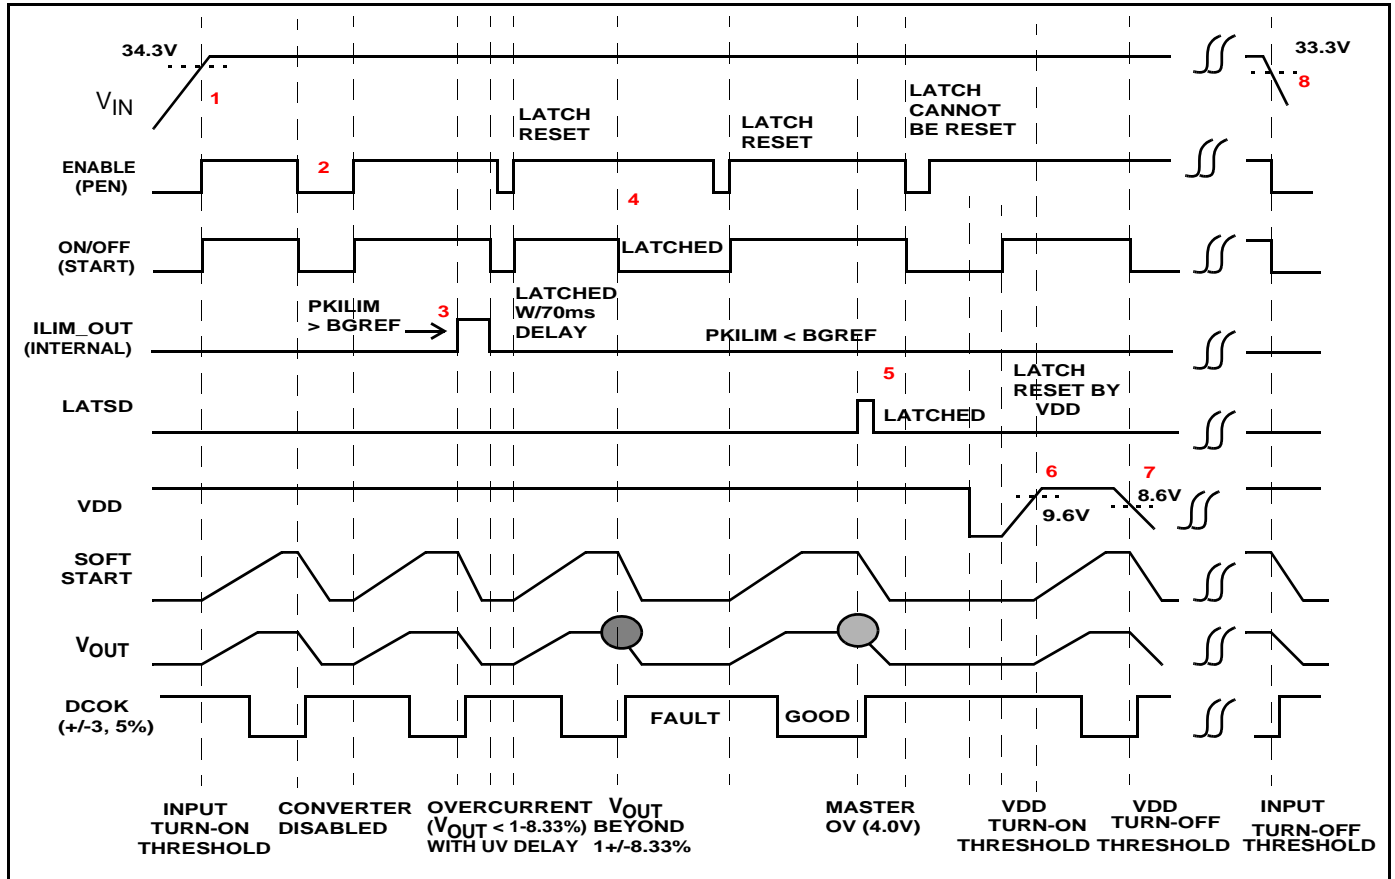 34.3V
33.3V
VIN
1
8
LATCH
RESET
LATCH
RESET
LATCH
CANNOT
BE RESET
ENABLE
(PEN)
2
4
ON/OFF
(START)
LATCHED
ILIM_OUT
(INTERNAL)
PKILIM
> BGREF
3
LATCHED
W/70ms
DELAY
PKILIM < BGREF
LATSD
5
LATCHED
LATCH
RESET BY
VDD
VDD
6
9.6V
7
8.6V
SOFT
START
VOUT
DCOK
(+/-3, 5%)
FAULT
GOOD
INPUT
TURN-ON
THRESHOLD
CONVERTER
DISABLED
OVERCURRENT
(VOUT < 1-8.33%)
WITH UV DELAY
VOUT
BEYOND
1+/-8.33%
MASTER
OV (4.0V)
VDD
TURN-ON
THRESHOLD
VDD
TURN-OFF
THRESHOLD
INPUT
TURN-OFF
THRESHOLD